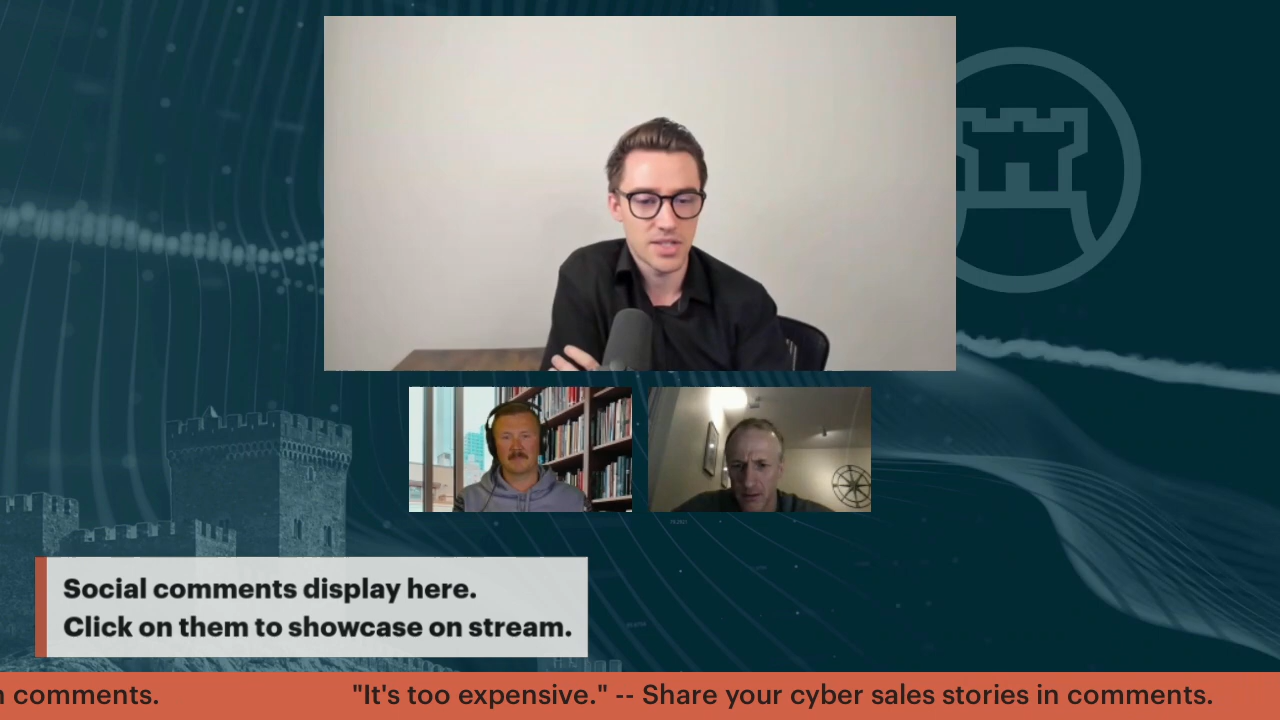 Social comments display here.
Click on them to showcase on stream.
n comments. "It's too expensive." -- Share your cyber sales stories in comments.